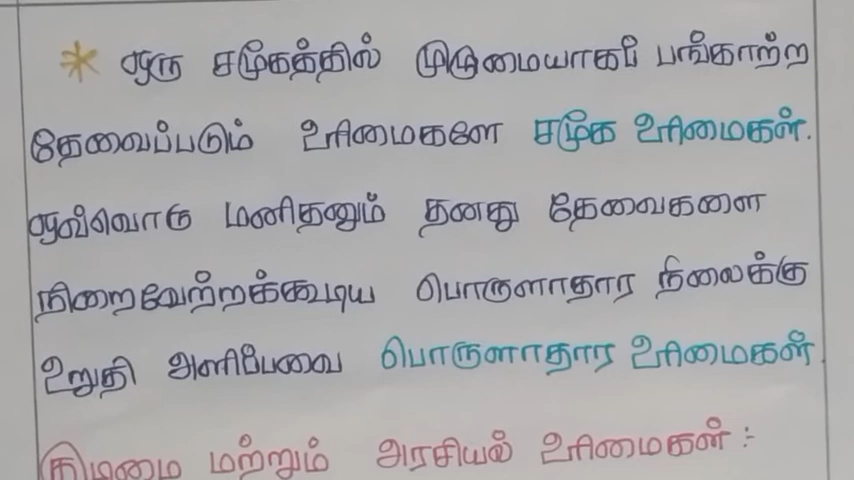 * ஒரு சமூகத்தில் முழுமையாகப் பங்காற்ற
தேவைப்படும் உரிமைகளே சமூக உரிமைகள்.
ஒவ்வொரு மனிதனும் தனது தேவைகளை
நிறைவேற்றக்கூடிய பொருளாதார நிலைக்கு
உறுதி அளிப்பவை பொருளாதார உரிமைகள்.
குடிமை மற்றும் அரசியல் உரிமைகள் :-